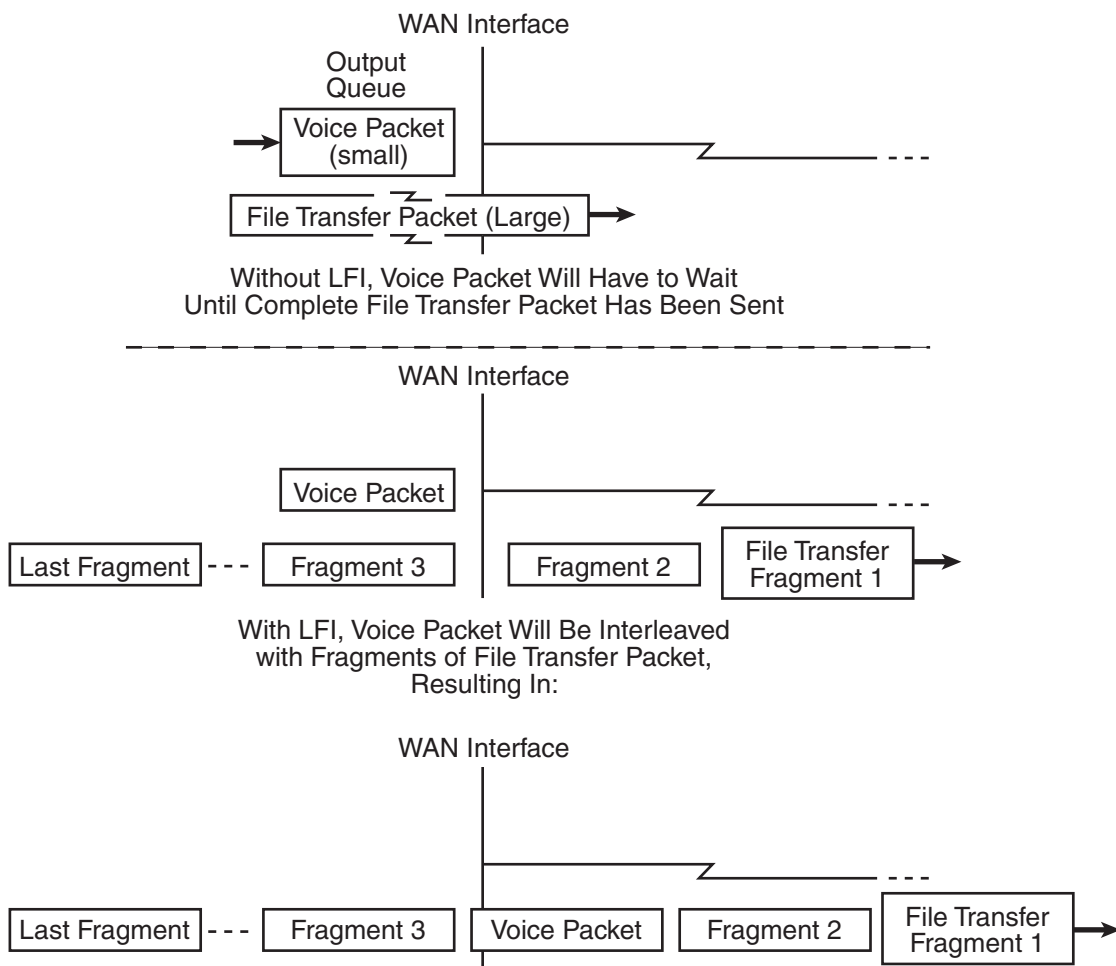 WAN Interface
Output
Queue
Voice Packet
(small)
File Transfer Packet (Large)
Without LFI, Voice Packet Will Have to Wait
Until Complete File Transfer Packet Has Been Sent
WAN Interface
Voice Packet
Last Fragment
Fragment 3
Fragment 2
File Transfer
Fragment 1
With LFI, Voice Packet Will Be Interleaved
with Fragments of File Transfer Packet,
Resulting In:
WAN Interface
Last Fragment
Fragment 3
Voice Packet
Fragment 2
File Transfer
Fragment 1